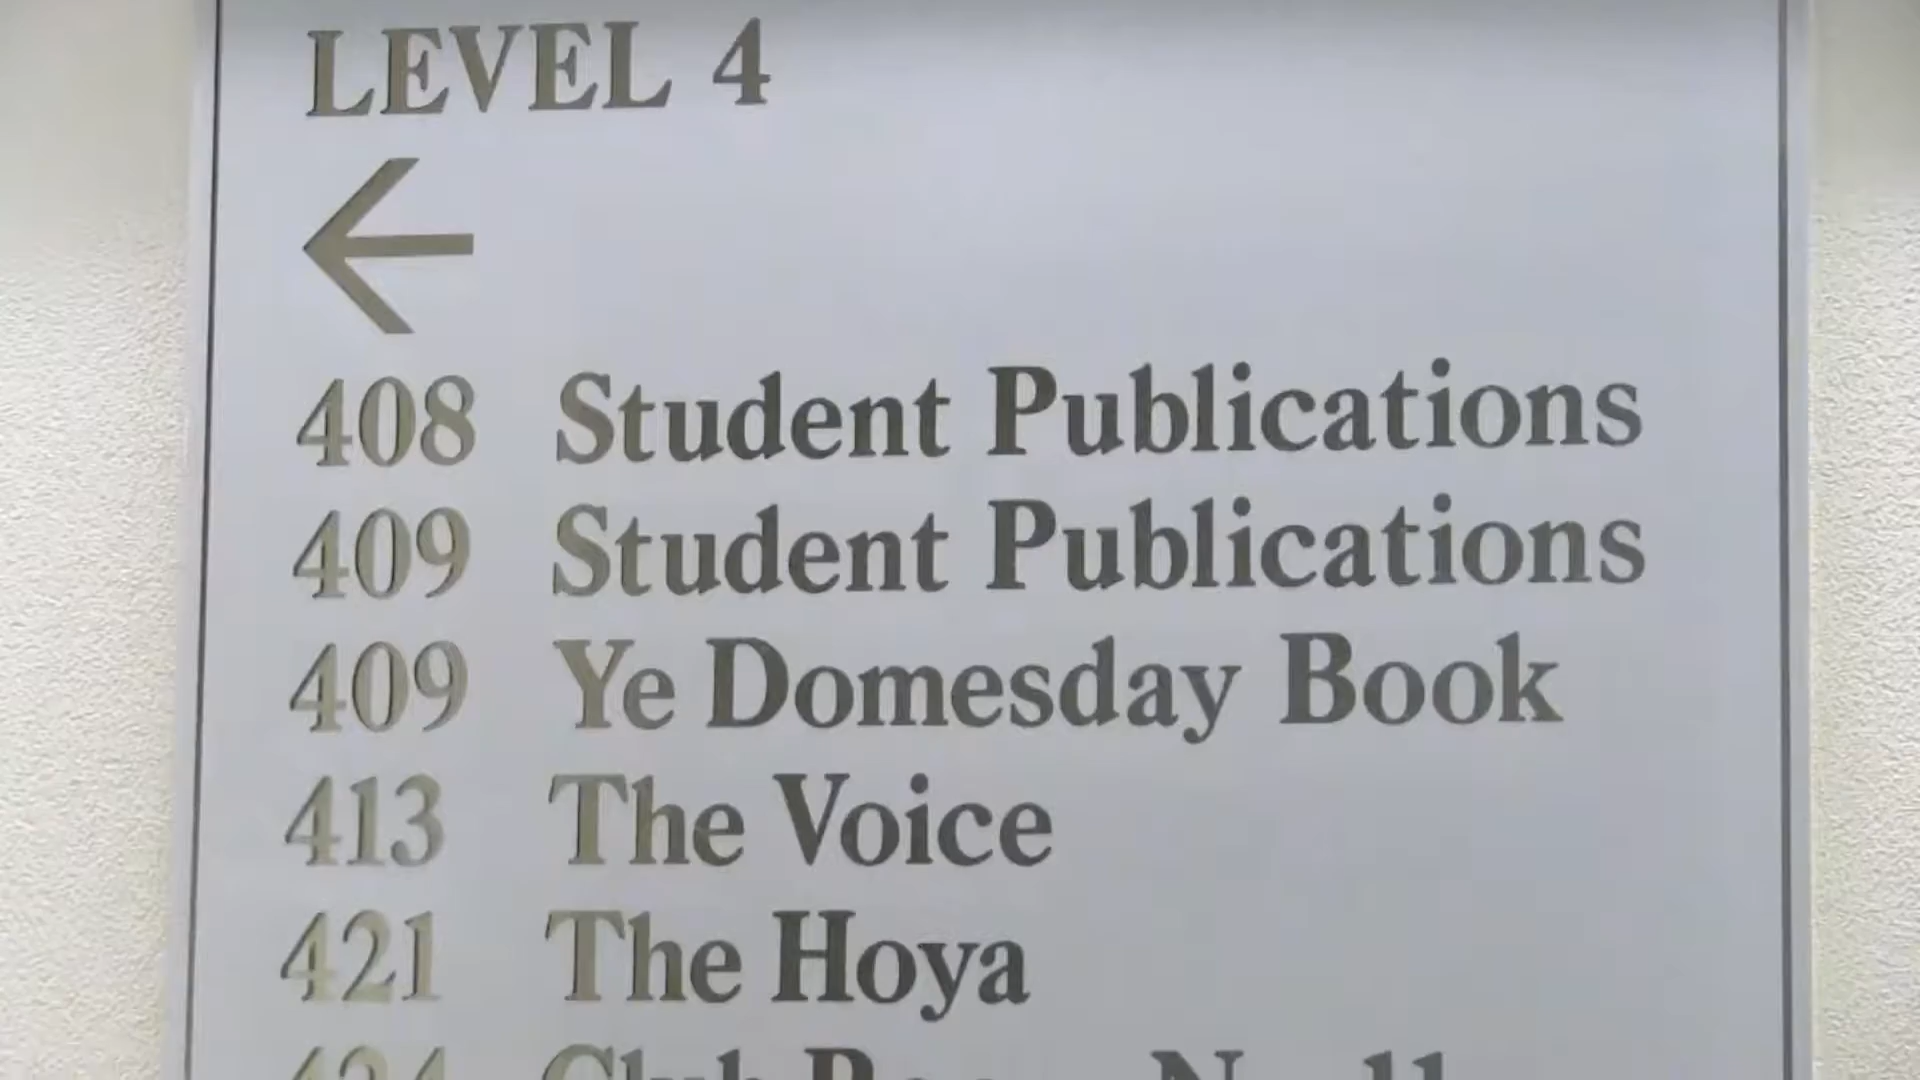 LEVEL 4
←
408 Student Publications
409 Student Publications
409 Ye Domesday Book
413 The Voice
421 The Hoya